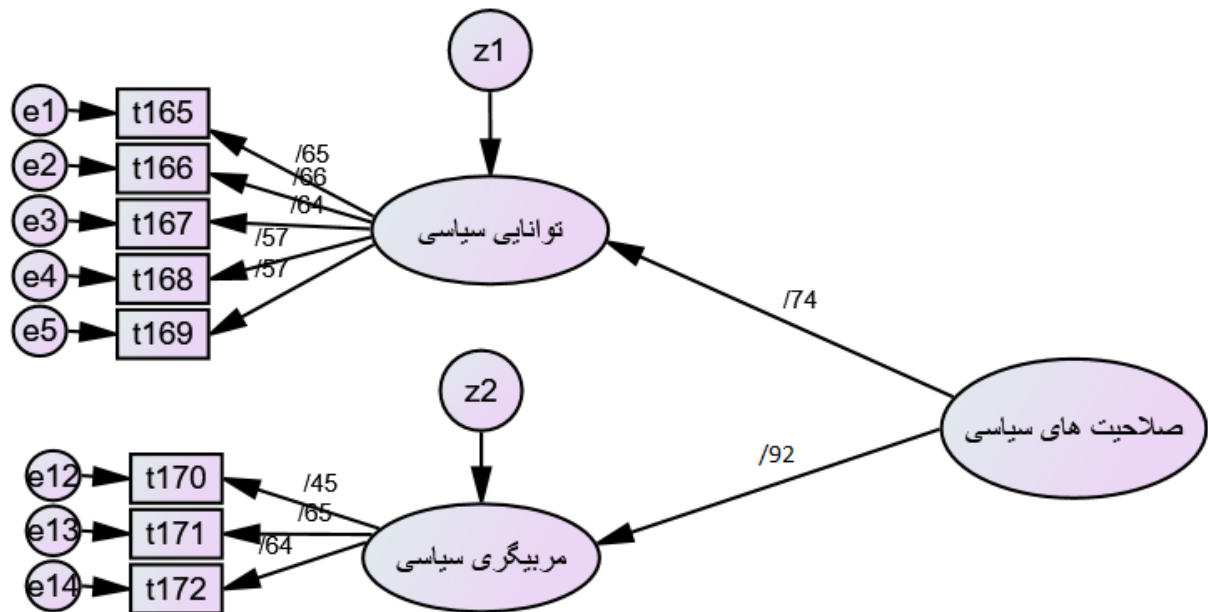 z1
e1
t165
e2
t166
e3
t167
e4
t168
e5
t169
/65
/66
/64
/57
/57
توانایی سیاسی
/74
صلاحیت های سیاسی
/92
z2
e12
t170
e13
t171
e14
t172
/45
/65
/64
مربیگری سیاسی